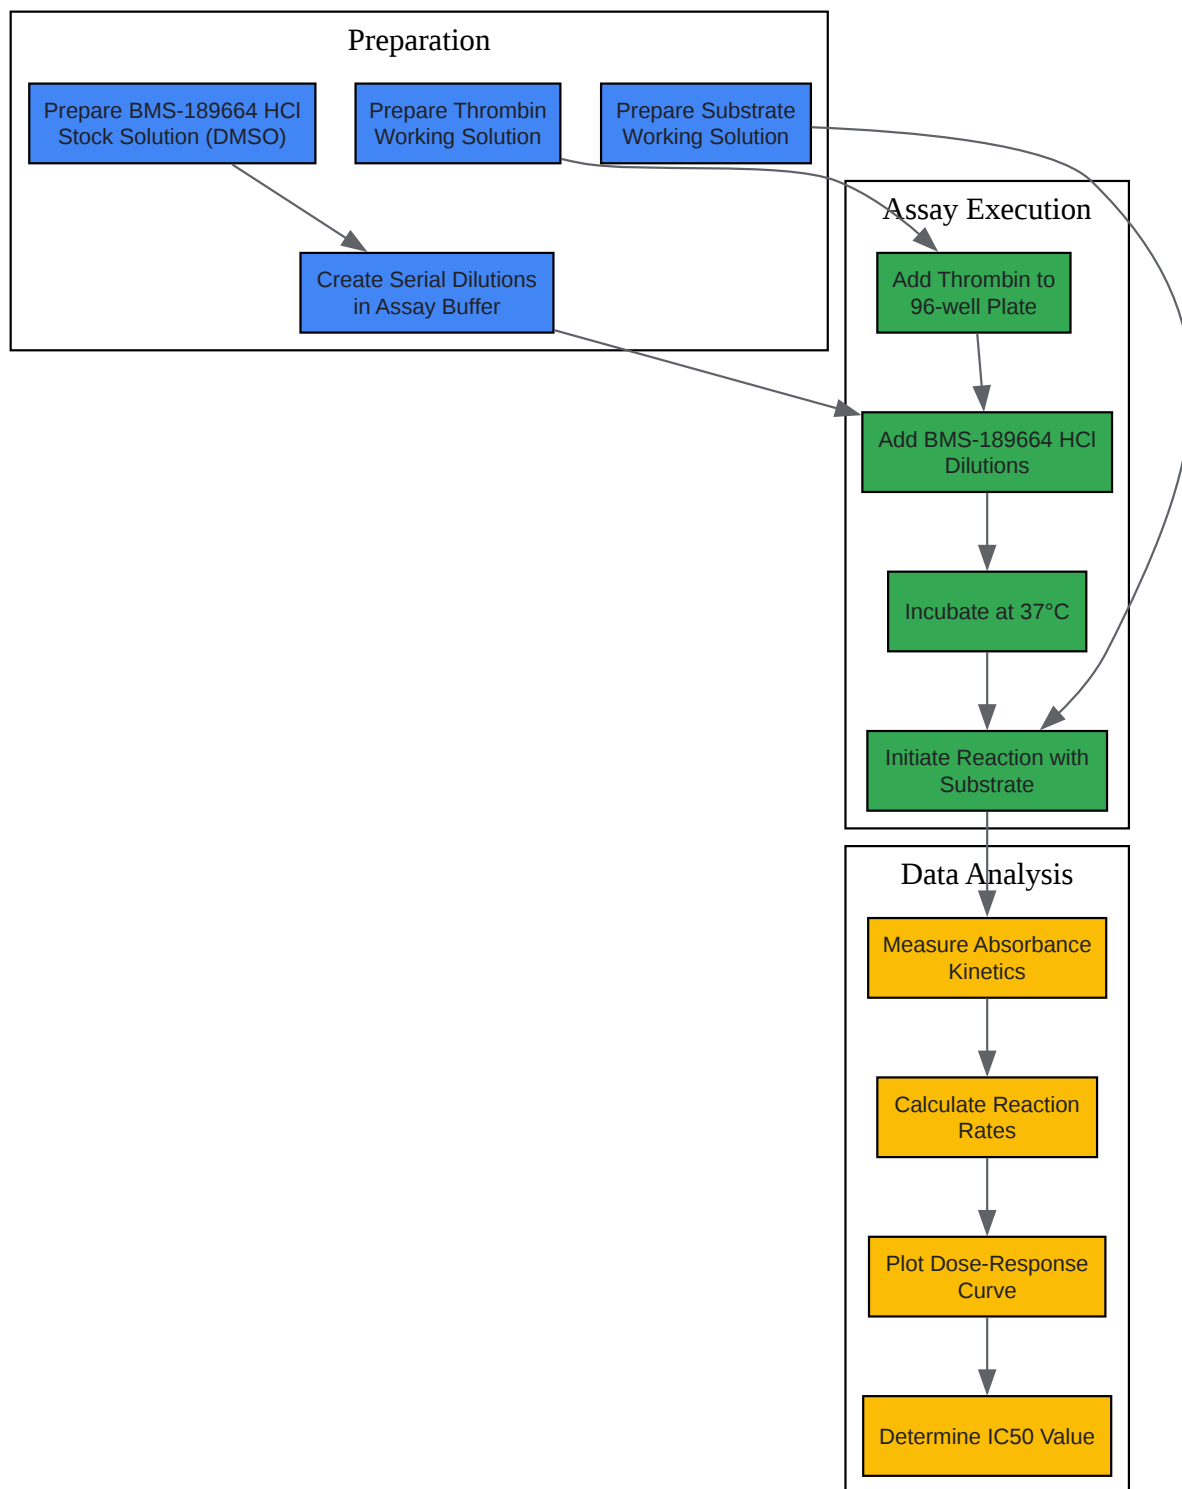 Preparation
Prepare BMS-189664 HCl
Stock Solution (DMSO)
Prepare Thrombin
Working Solution
Prepare Substrate
Working Solution
Create Serial Dilutions
in Assay Buffer
Assay Execution
Add Thrombin to
96-well Plate
Add BMS-189664 HCl
Dilutions
Incubate at 37°C
Initiate Reaction with
Substrate
Data Analysis
Measure Absorbance
Kinetics
Calculate Reaction
Rates
Plot Dose-Response
Curve
Determine IC50 Value